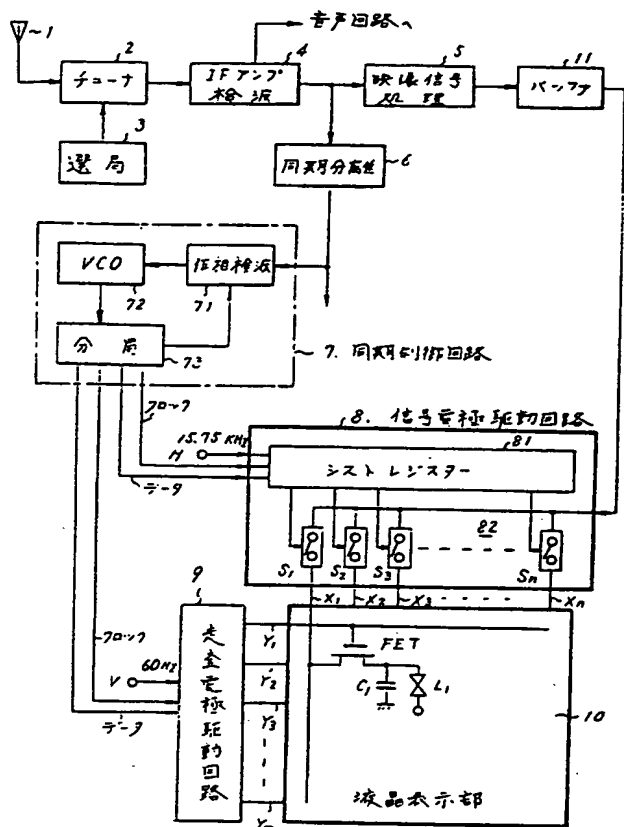 1
音声回路へ
2
チューナ
4
IFアンプ
検波
5
映像信号
処理
11
バッファ
3
選局
同期分離
6
VCO
72
位相検波
71
分周
73
7. 同期制御回路
クロック
8. 信号電極駆動回路
15.75 KHz
H
データ
81
シフトレジスター
82
S1
S2
S3
Sn
X1
X2
X3
Xn
9
クロック
60Hz
V
データ
走査電極駆動回路
Y1
Y2
Y3
FET
C1
L1
10
液晶表示部